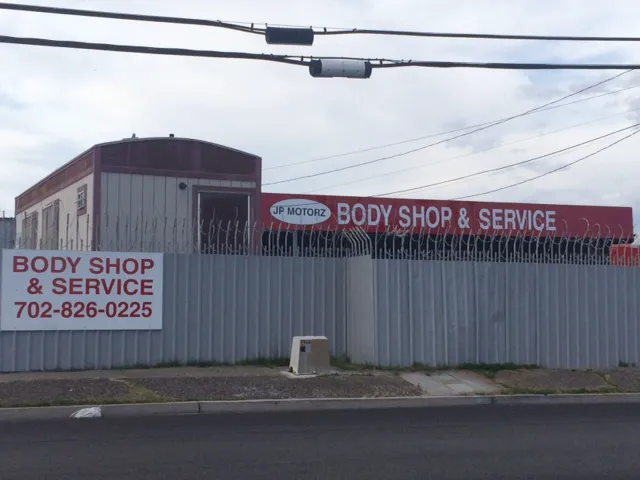 JP MOTORZ
BODY SHOP & SERVICE
BODY SHOP
& SERVICE
702-826-0225